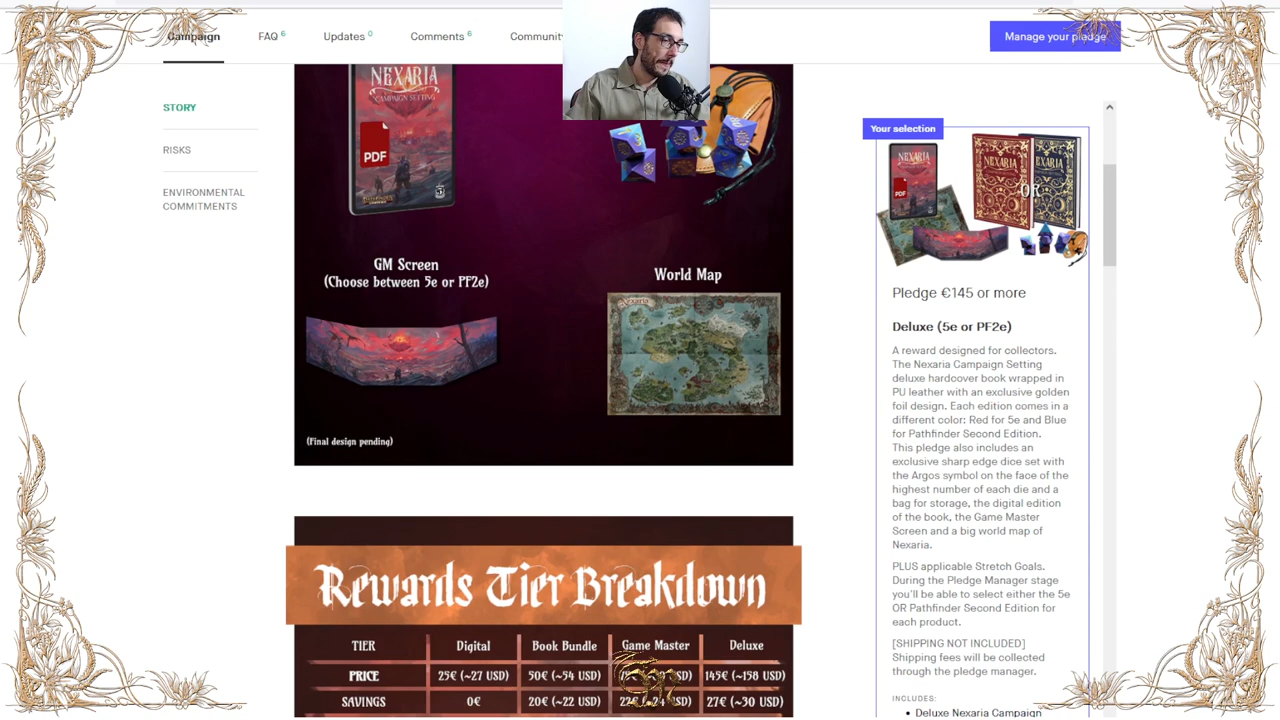 Campaign
FAQ 6
Updates 0
Comments 6
Community
Manage your pledge
STORY
RISKS
ENVIRONMENTAL
COMMITMENTS
NEXARIA
CAMPAIGN SETTING
PDF
GM Screen
(Choose between 5e or PF2e)
World Map
Nexaria
(Final design pending)
Rewards Tier Breakdown
TIER Digital Book Bundle Game Master Deluxe
PRICE 25€ (~27 USD) 50€ (~54 USD) USD) 145€ (~158 USD)
SAVINGS 0€ 20€ (~22 USD) USD) 27€ (~30 USD)
Your selection
NEXARIA
PDF
NEXARIA
OR
NEXARIA
Pledge €145 or more
Deluxe (5e or PF2e)
A reward designed for collectors.
The Nexaria Campaign Setting
deluxe hardcover book wrapped in
PU leather with an exclusive golden
foil design. Each edition comes in a
different color: Red for 5e and Blue
for Pathfinder Second Edition.
This pledge also includes an
exclusive sharp edge dice set with
the Argos symbol on the face of the
highest number of each die and a
bag for storage, the digital edition
of the book, the Game Master
Screen and a big world map of
Nexaria.
PLUS applicable Stretch Goals.
During the Pledge Manager stage
you'll be able to select either the 5e
OR Pathfinder Second Edition for
each product.
[SHIPPING NOT INCLUDED]
Shipping fees will be collected
through the pledge manager.
INCLUDES:
• Deluxe Nexaria Campaign